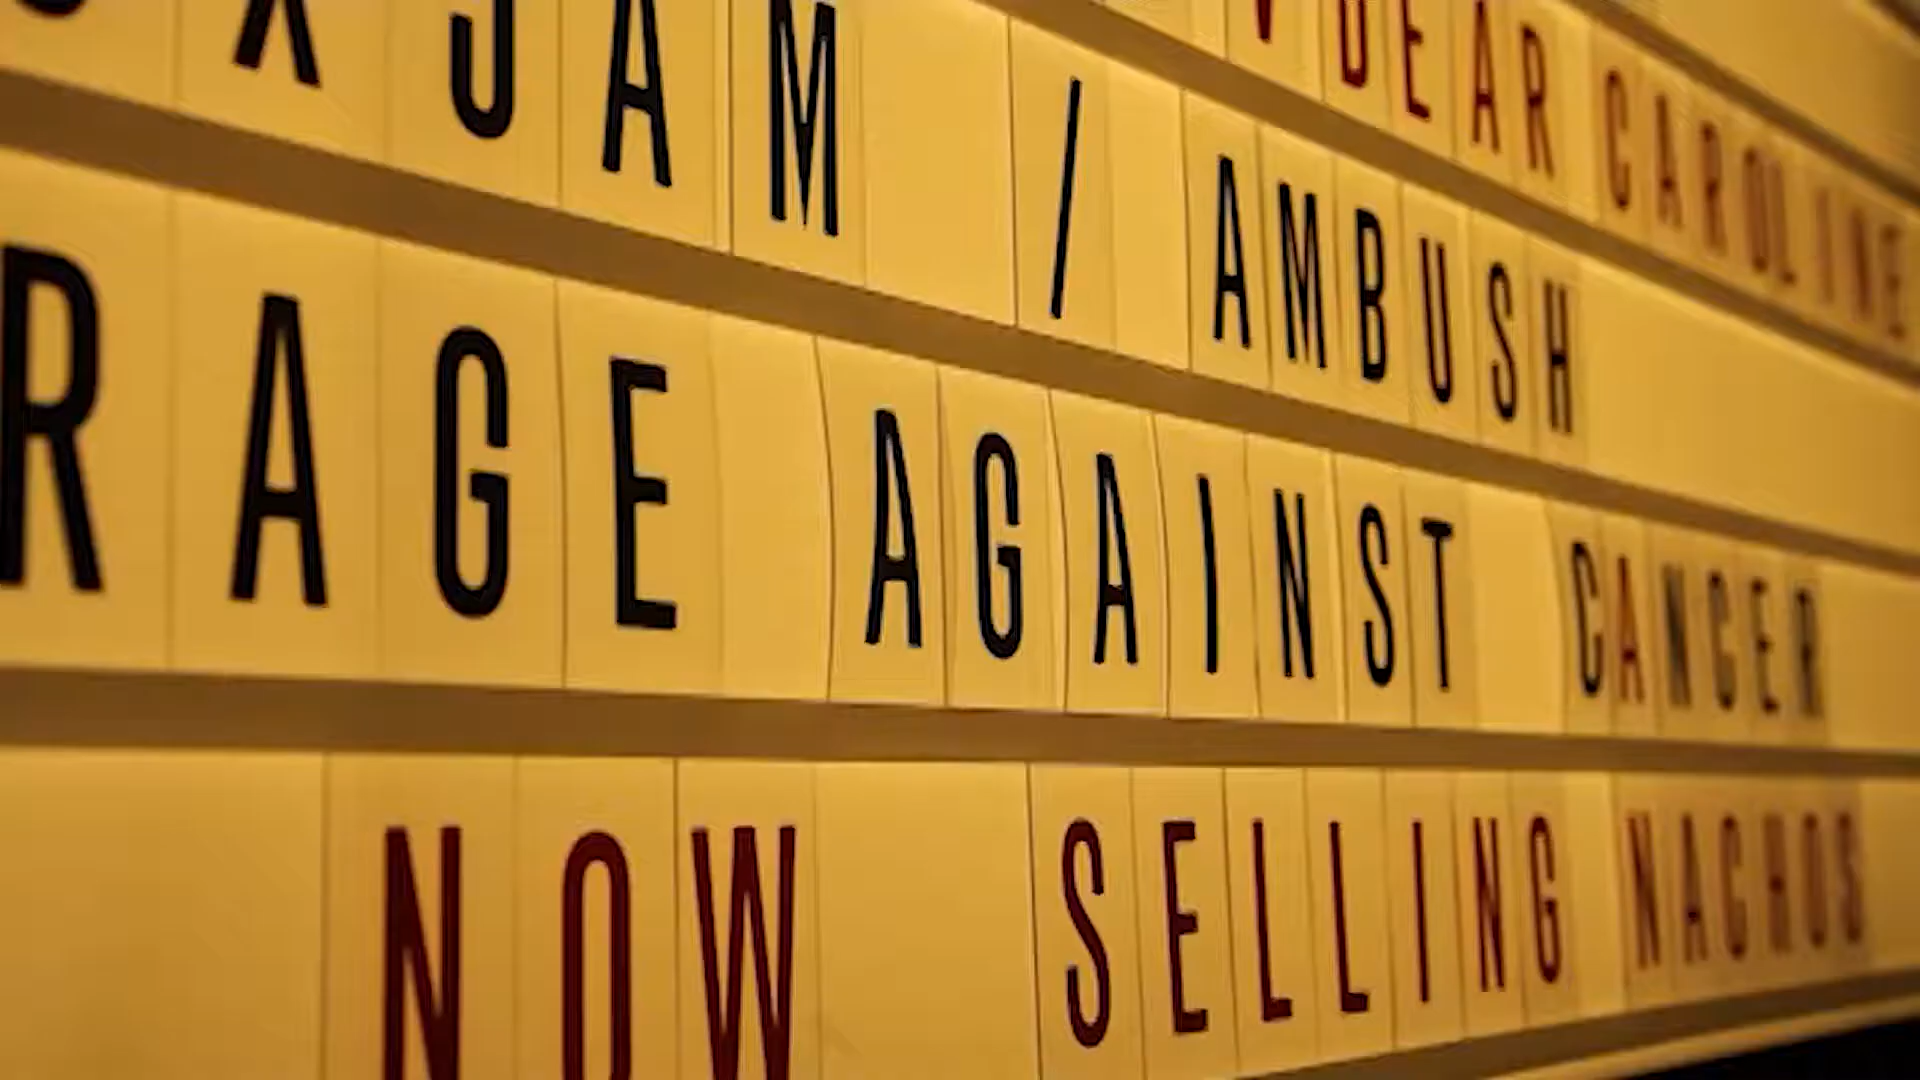 DEAR CAROLINE
JAM / AMBUSH
RAGE AGAINST CANCER
NOW SELLING NACHOS